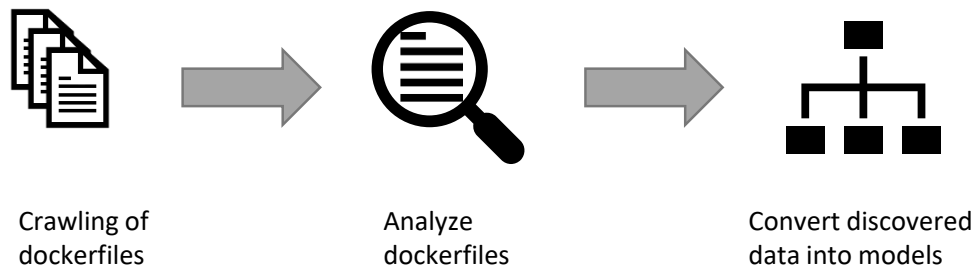 Crawling of
dockerfiles
Analyze
dockerfiles
Convert discovered
data into models